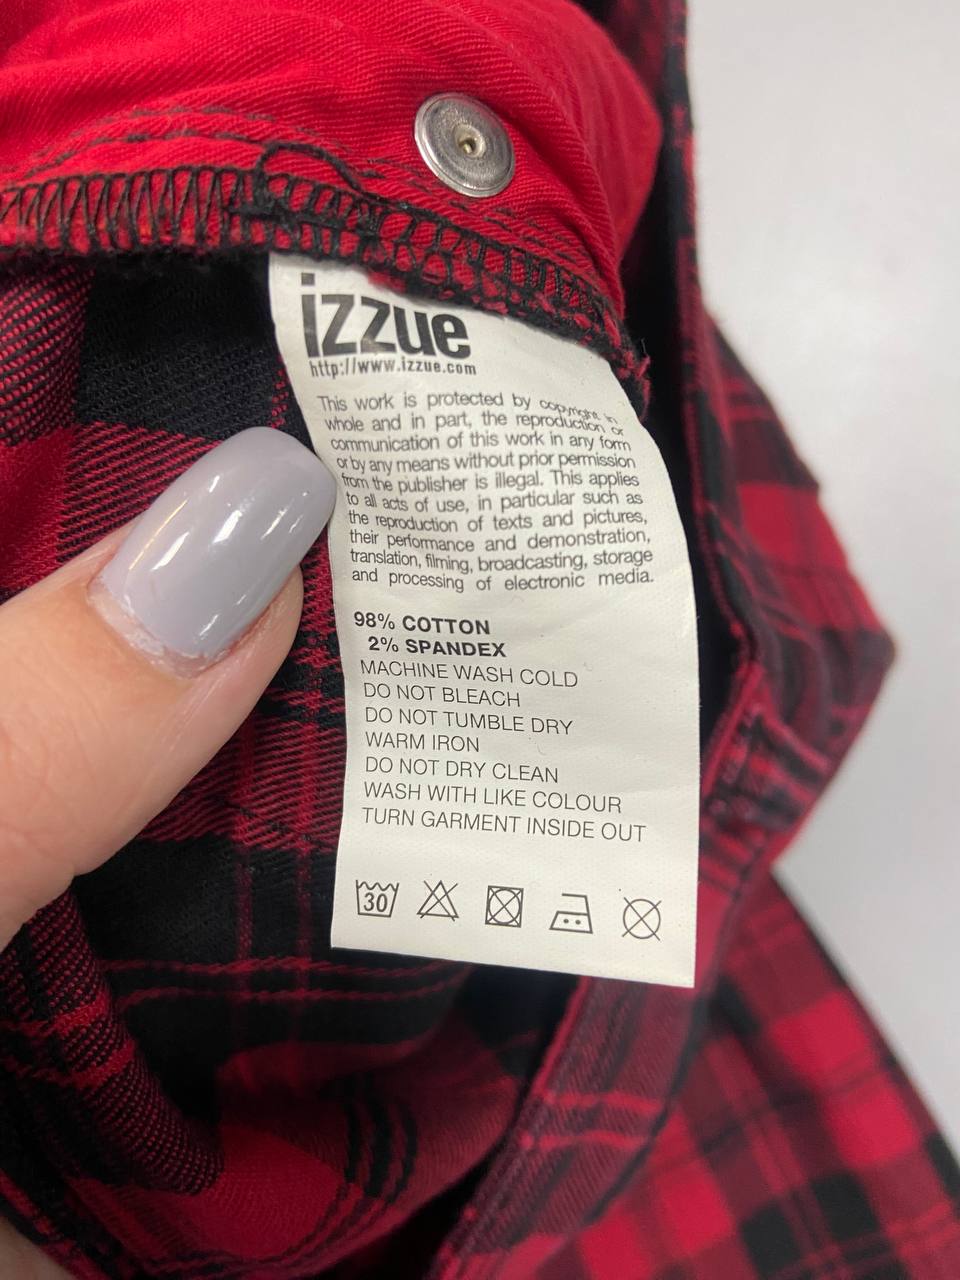 izzue
http://www.izzue.com
This work is protected by copyright in
whole and in part, the reproduction or
communication of this work in any form
or by any means without prior permission
from the publisher is illegal. This applies
to all acts of use, in particular such as
the reproduction of texts and pictures,
their performance and demonstration,
translation, filming, broadcasting, storage
and processing of electronic media.
98% COTTON
2% SPANDEX
MACHINE WASH COLD
DO NOT BLEACH
DO NOT TUMBLE DRY
WARM IRON
DO NOT DRY CLEAN
WASH WITH LIKE COLOUR
TURN GARMENT INSIDE OUT
30